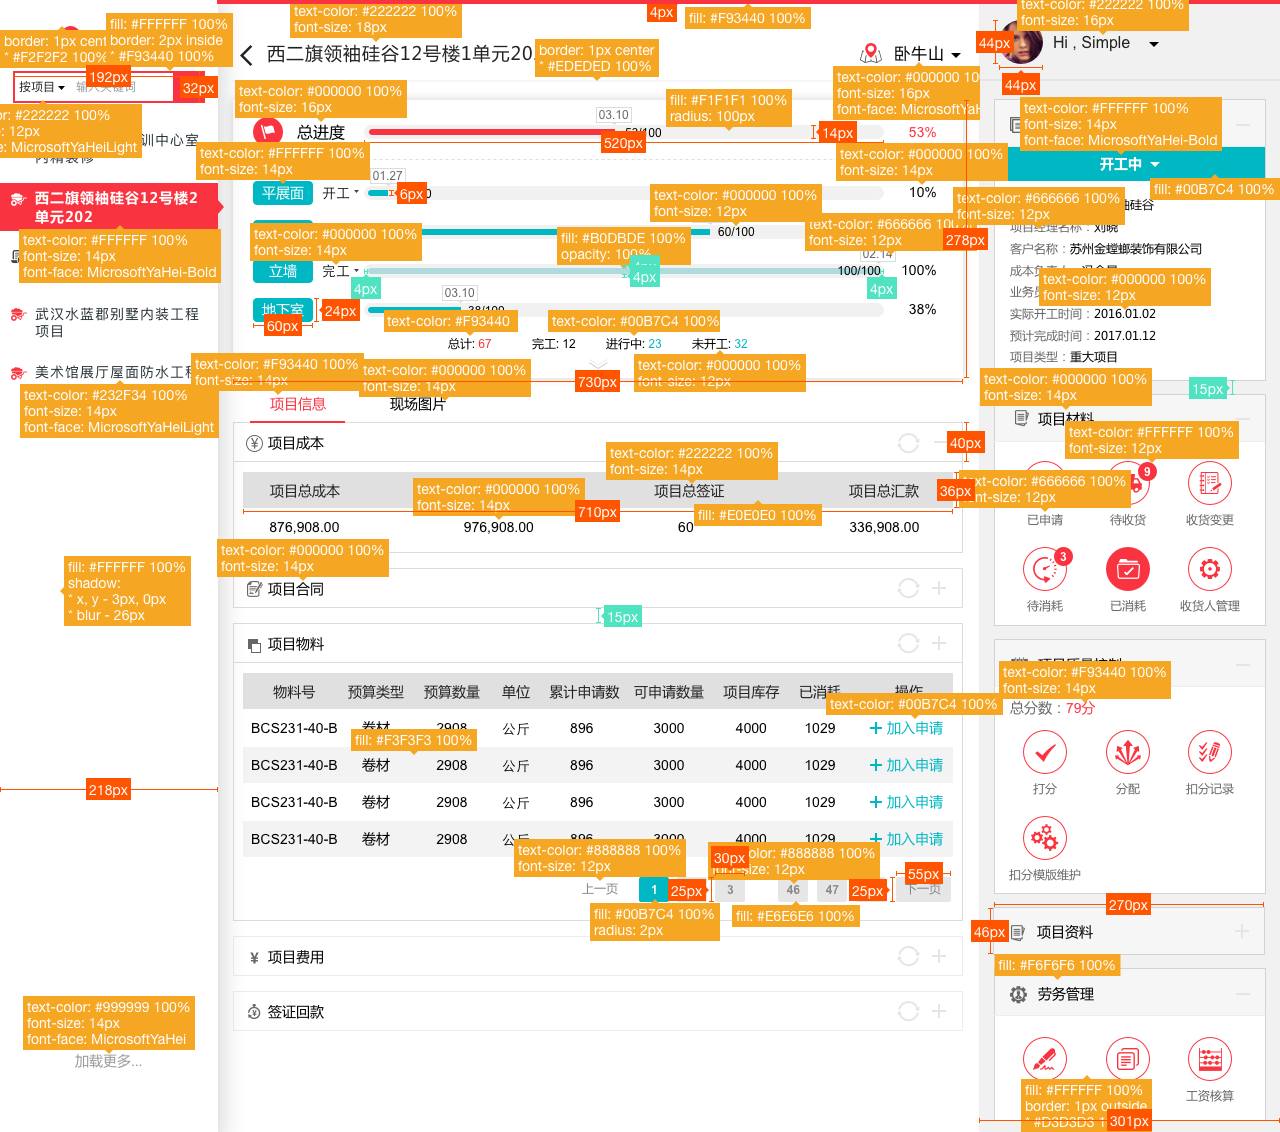 text-color: #222222 100%
font-size: 18px
4px
fill: #F93440 100%
text-color: #222222 100%
font-size: 16px
44px
Hi , Simple
44px
fill: #FFFFFF 100%
border: 2px inside
* #F93440 100%
border: 1px cent
* #F2F2F2 100%
192px
32px
按项目
text-color: #222222 100%
MicrosoftYaHeiLight
训中心室
内精装修
西二旗领袖硅谷12号楼2
单元202
text-color: #FFFFFF 100%
font-size: 14px
font-face: MicrosoftYaHei-Bold
武汉水蓝郡别墅内装工程
项目
美术馆展厅屋面防水工程
text-color: #232F34 100%
font-size: 14px
font-face: MicrosoftYaHeiLight
fill: #FFFFFF 100%
shadow:
* x, y - 3px, 0px
* blur - 26px
218px
text-color: #999999 100%
font-size: 14px
font-face: MicrosoftYaHei
加载更多...
西二旗领袖硅谷12号楼1单元202
border: 1px center
* #EDEDED 100%
卧牛山
text-color: #000000 100%
font-size: 16px
font-face: MicrosoftYaH
text-color: #000000 100%
font-size: 16px
fill: #F1F1F1 100%
radius: 100px
03.10
总进度
53/100
14px
53%
520px
text-color: #FFFFFF 100%
font-size: 14px
text-color: #000000 100%
font-size: 14px
01.27
平展面
开工
6px
10%
text-color: #000000 100%
font-size: 12px
text-color: #000000 100%
font-size: 14px
fill: #B0DBDE 100%
opacity: 100%
60/100
text-color: #666666 100%
font-size: 12px
278px
02.14
立墙
完工
4px
4px
100/100
100%
4px
03.10
地下室
24px
38/100
38%
60px
text-color: #F93440
text-color: #00B7C4 100%
总计: 67
完工: 12
进行中: 23
未开工: 32
text-color: #F93440 100%
font-size: 14px
text-color: #000000 100%
font-size: 14px
730px
text-color: #000000 100%
font-size: 12px
项目信息
现场图片
项目成本
40px
text-color: #222222 100%
font-size: 14px
项目总成本
项目总签证
项目总汇款
36px
text-color: #000000 100%
font-size: 14px
710px
fill: #E0E0E0 100%
876,908.00
976,908.00
60
336,908.00
text-color: #000000 100%
font-size: 14px
项目合同
15px
项目物料
物料号 预算类型 预算数量 单位 累计申请数 可申请数量 项目库存 已消耗 操作
text-color: #00B7C4 100%
BCS231-40-B 卷材 2908 公斤 896 3000 4000 1029 加入申请
fill: #F3F3F3 100%
BCS231-40-B 卷材 2908 公斤 896 3000 4000 1029 加入申请
BCS231-40-B 卷材 2908 公斤 896 3000 4000 1029 加入申请
BCS231-40-B 卷材 2908 公斤 896 3000 4000 1029 加入申请
text-color: #888888 100%
font-size: 12px
30px
color: #888888 100%
font-size: 12px
上一页
1
25px
3
46
47
25px
55px
下一页
fill: #00B7C4 100%
radius: 2px
fill: #E6E6E6 100%
项目费用
签证回款
text-color: #FFFFFF 100%
font-size: 14px
font-face: MicrosoftYaHei-Bold
开工中
fill: #00B7C4 100%
text-color: #666666 100%
font-size: 12px
袖硅谷
项目经理名称：刘晓
客户名称：苏州金螳螂装饰有限公司
成本负责人
业务员
text-color: #000000 100%
font-size: 12px
实际开工时间：2016.01.02
预计完成时间：2017.01.12
项目类型：重大项目
text-color: #000000 100%
font-size: 14px
15px
项目材料
text-color: #FFFFFF 100%
font-size: 12px
9
text-color: #666666 100%
font-size: 12px
已申请
待收货
收货变更
3
待消耗
已消耗
收货人管理
项目质量控制
text-color: #F93440 100%
font-size: 14px
总分数：79分
打分
分配
扣分记录
扣分模版维护
270px
46px
项目资料
fill: #F6F6F6 100%
劳务管理
工资核算
fill: #FFFFFF 100%
border: 1px outside
* #D3D3D3 1
301px